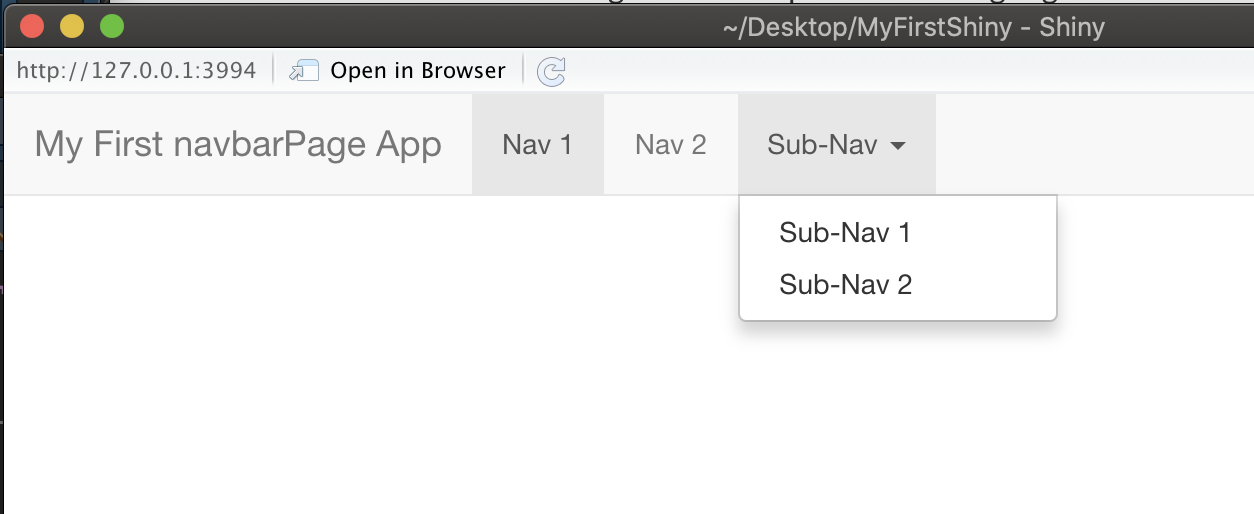 ~/Desktop/MyFirstShiny - Shiny
http://127.0.0.1:3994 Open in Browser
My First navbarPage App Nav 1 Nav 2 Sub-Nav
Sub-Nav 1
Sub-Nav 2